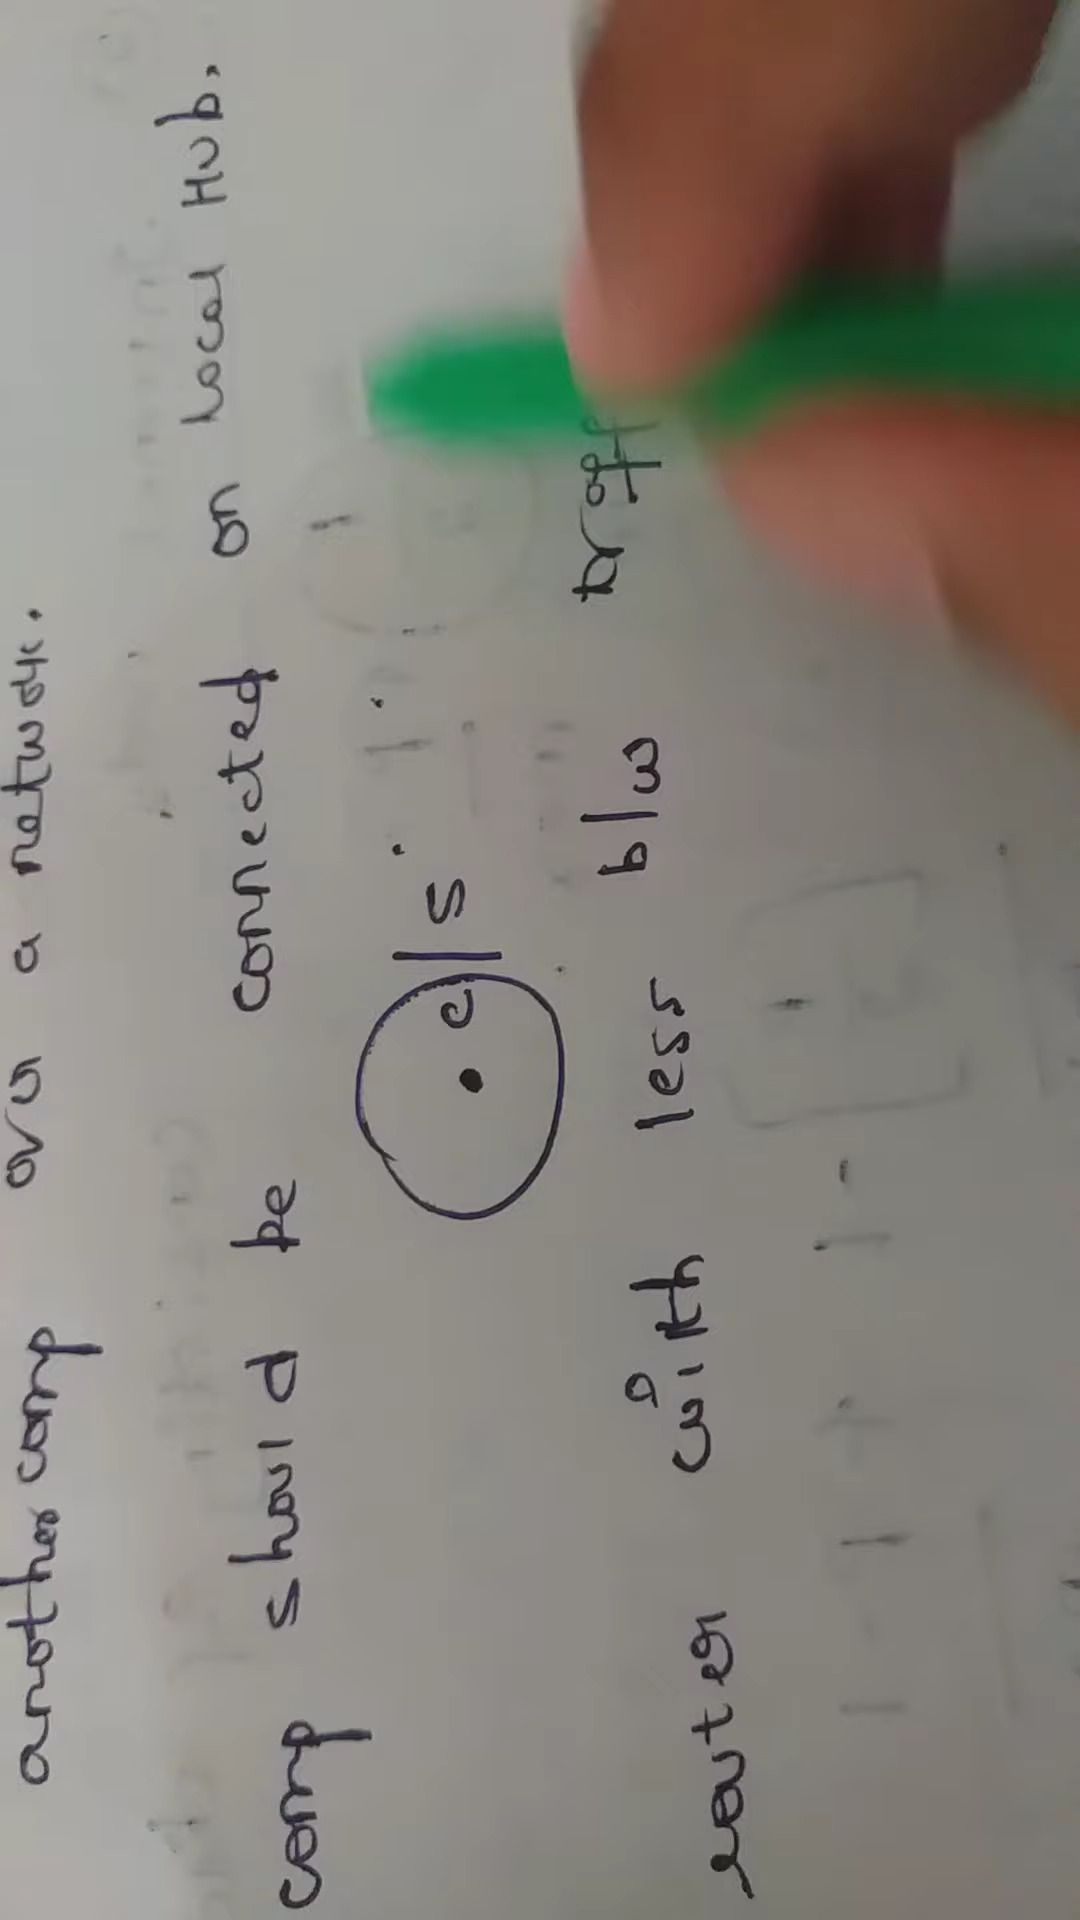 another comp over a network.
comp should be connected on Local Hub.
c/s
router with less b/w traff